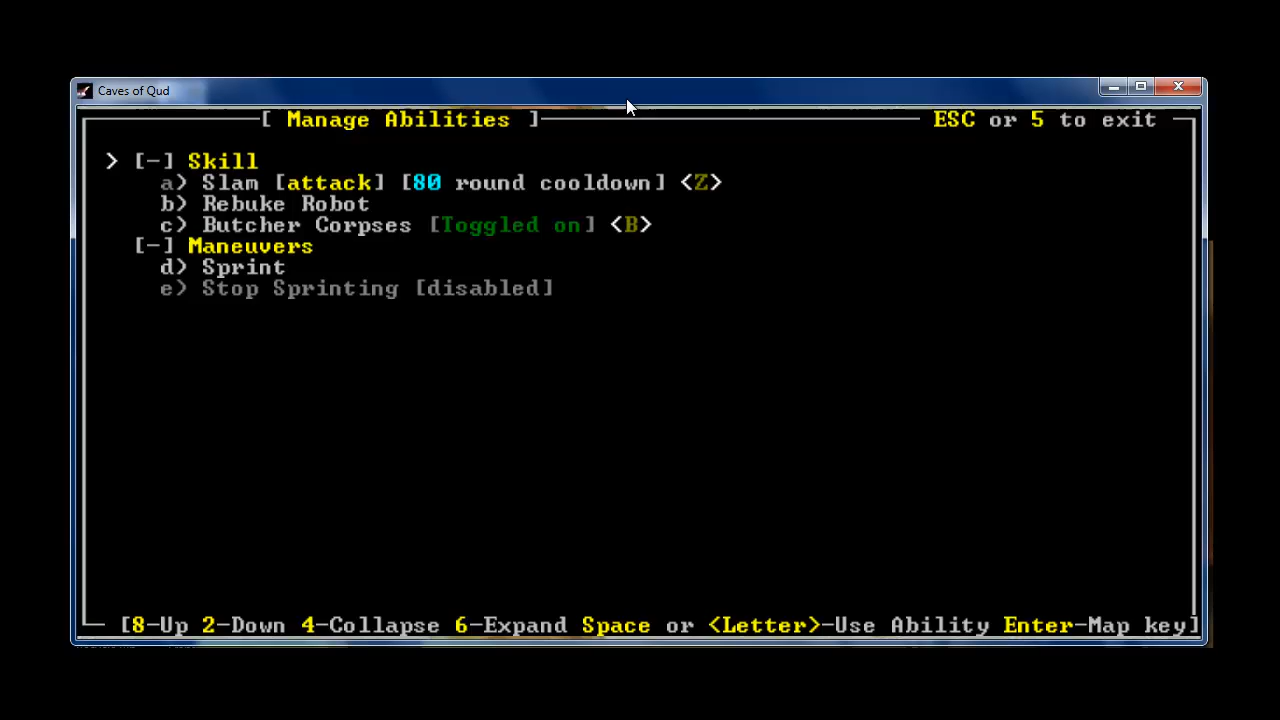 Caves of Qud
[ Manage Abilities ] ESC or 5 to exit
> [-] Skill
a) Slam [attack] [80 round cooldown] <Z>
b) Rebuke Robot
c) Butcher Corpses [Toggled on] <B>
[-] Maneuvers
d) Sprint
e) Stop Sprinting [disabled]
[8-Up 2-Down 4-Collapse 6-Expand Space or <Letter>-Use Ability Enter-Map key]